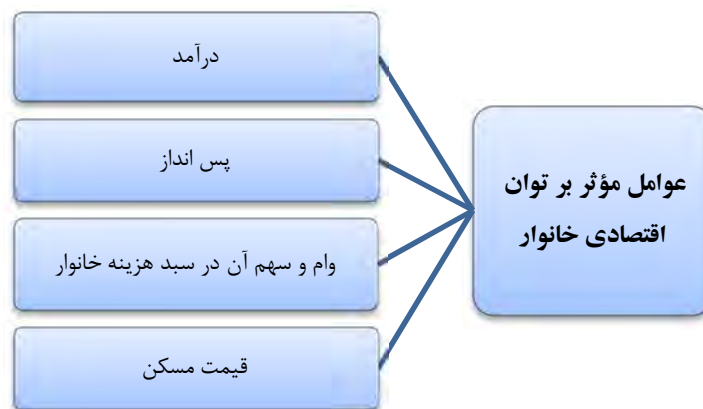 عوامل مؤثر بر توان
اقتصادی خانوار
درآمد
پس انداز
وام و سهم آن در سبد هزینه خانوار
قیمت مسکن